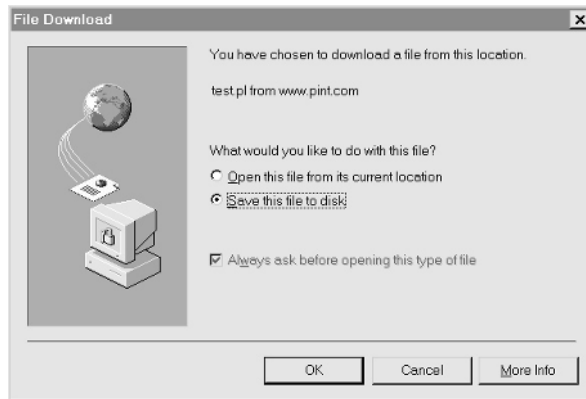 File Download
You have chosen to download a file from this location.
test.pl from www.pint.com
What would you like to do with this file?
Open this file from its current location
Save this file to disk
Always ask before opening this type of file
OK
Cancel
More Info